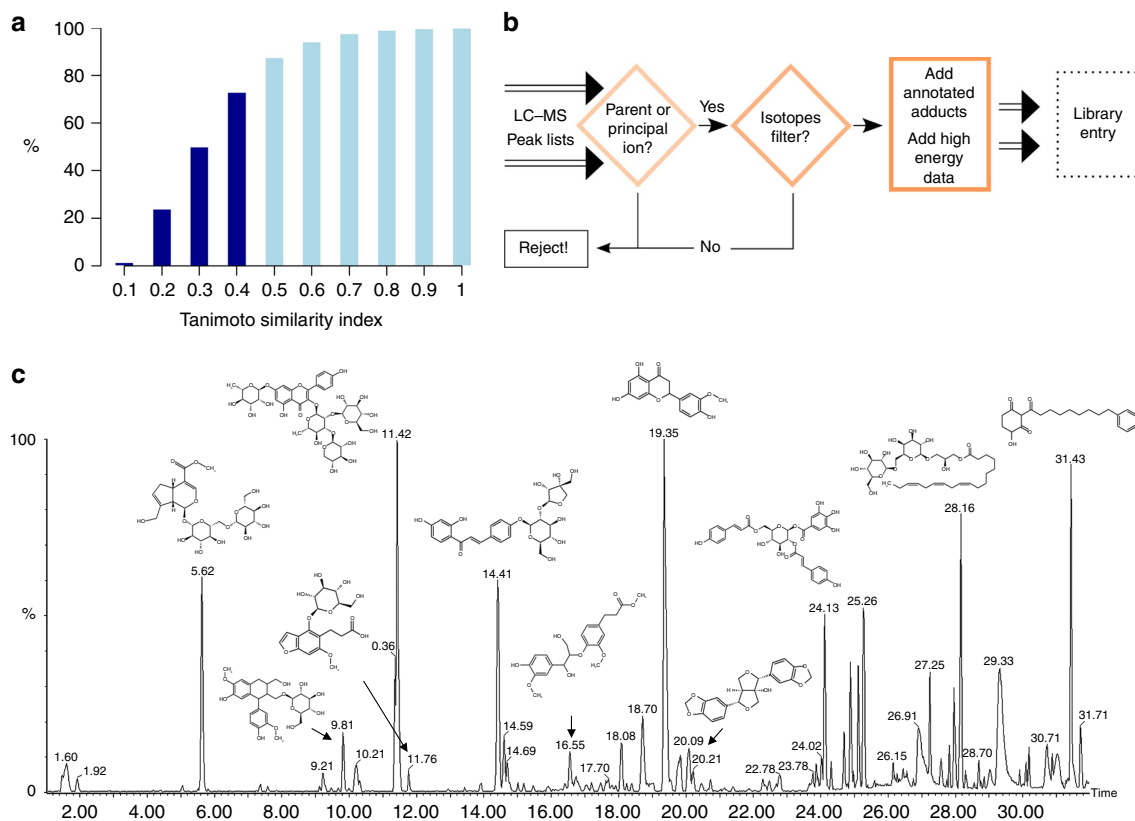 a
100
80
60
40
20
0
%
0.1 0.2 0.3 0.4 0.5 0.6 0.7 0.8 0.9 1
Tanimoto similarity index
b
LC–MS
Peak lists
Parent or
principal
ion?
Yes
Isotopes
filter?
Add
annotated
adducts
Add high
energy
data
Library
entry
Reject!
No
c
100
%
0
1.60
1.92
5.62
9.21
9.81
10.21
0.36
11.42
11.76
14.41
14.59
14.69
16.55
17.70
18.08
18.70
19.35
20.09
20.21
22.78
23.78
24.02
24.13
25.26
26.15
26.91
27.25
28.16
28.70
29.33
30.71
31.43
31.71
2.00 4.00 6.00 8.00 10.00 12.00 14.00 16.00 18.00 20.00 22.00 24.00 26.00 28.00 30.00
Time